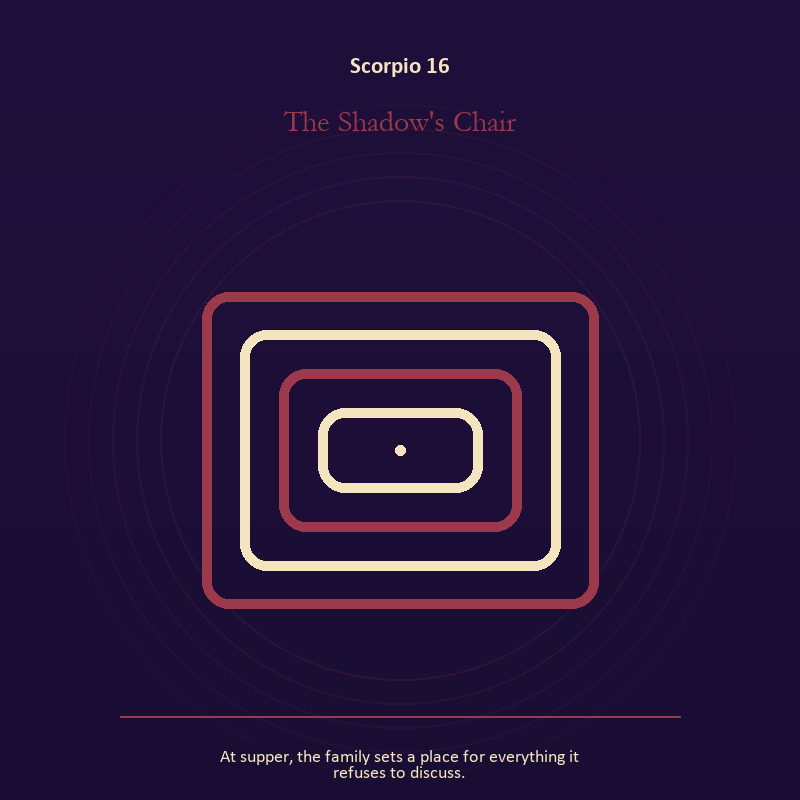 Scorpio 16
The Shadow's Chair
At supper, the family sets a place for everything it
refuses to discuss.